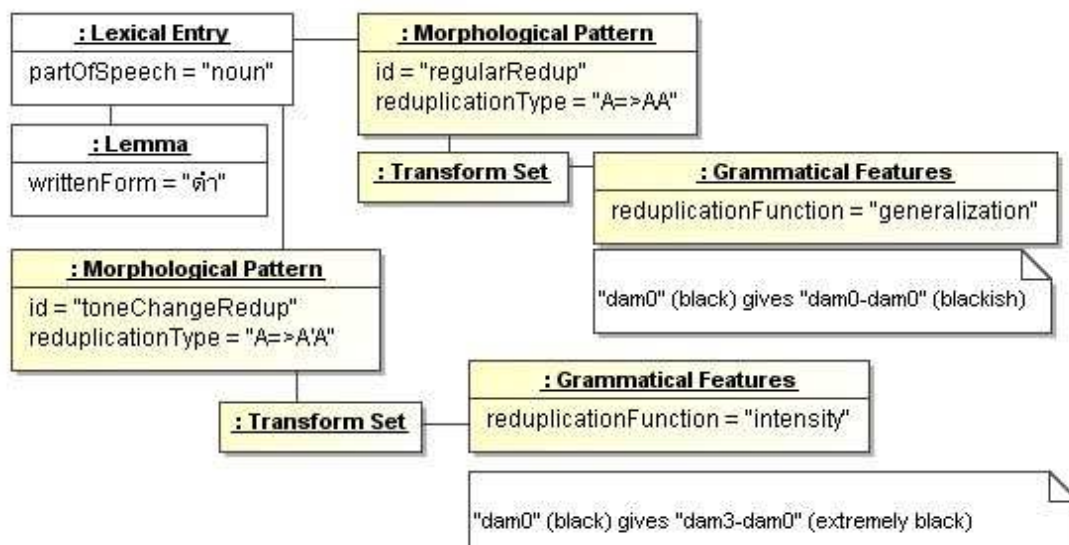 : Lexical Entry
partOfSpeech = "noun"
: Morphological Pattern
id = "regularRedup"
reduplicationType = "A=>AA"
: Lemma
writtenForm = "ดำ"
: Transform Set
: Grammatical Features
reduplicationFunction = "generalization"
"dam0" (black) gives "dam0-dam0" (blackish)
: Morphological Pattern
id = "toneChangeRedup"
reduplicationType = "A=>A'A"
: Transform Set
: Grammatical Features
reduplicationFunction = "intensity"
"dam0" (black) gives "dam3-dam0" (extremely black)